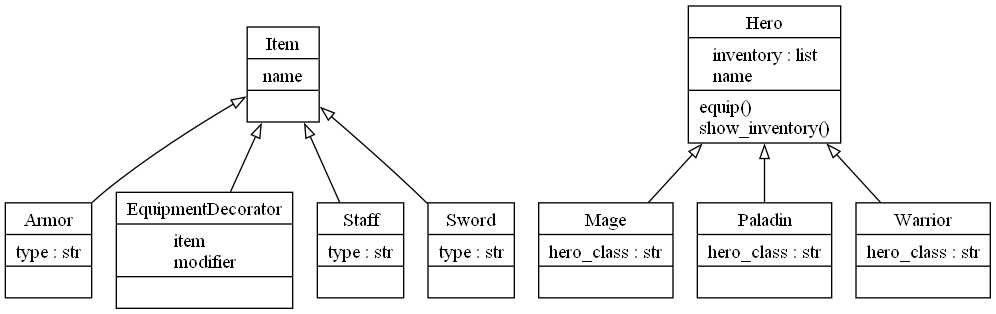 Item
name
Hero
inventory : list
name
equip()
show_inventory()
Armor
type : str
EquipmentDecorator
item
modifier
Staff
type : str
Sword
type : str
Mage
hero_class : str
Paladin
hero_class : str
Warrior
hero_class : str